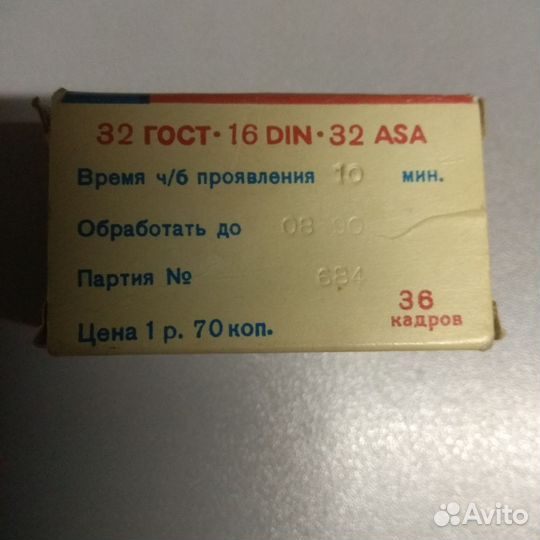 32 ГОСТ · 16 DIN · 32 ASA
Время ч/б проявления 10 мин.
Обработать до 08 90
Партия № 684
36
кадров
Цена 1 р. 70 коп.
Avito